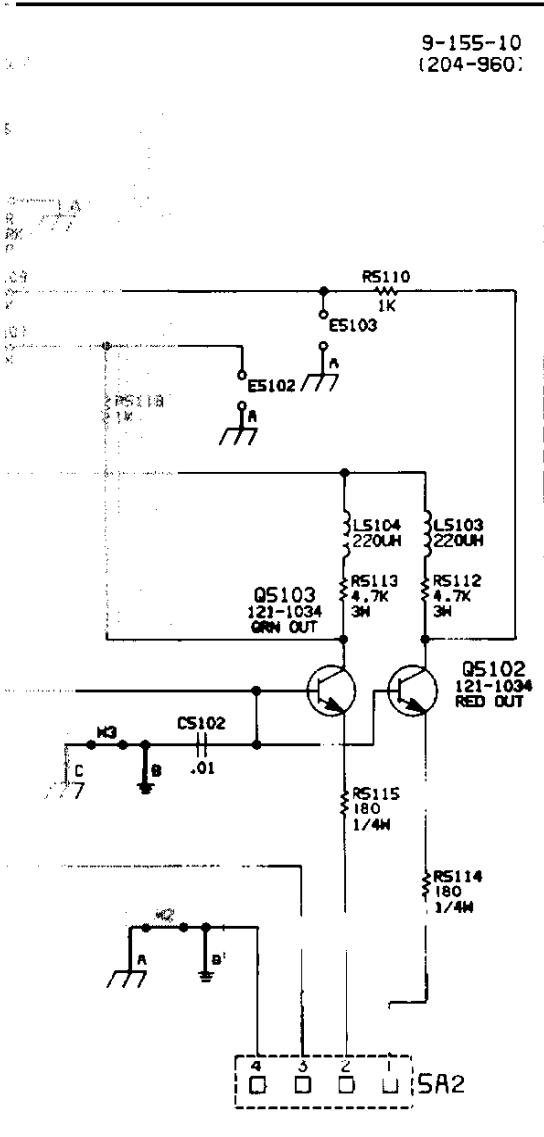 9-155-10
(204-960)
A
R5110
1K
E5103
A
E5102
A
R5118
1K
L5104
220UH
L5103
220UH
R5113
4.7K
3W
R5112
4.7K
3W
Q5103
121-1034
GRN OUT
Q5102
121-1034
RED OUT
C5102
.01
W3
C
B
R5115
180
1/4W
R5114
180
1/4W
W2
A
B
4 3 2 1
5A2